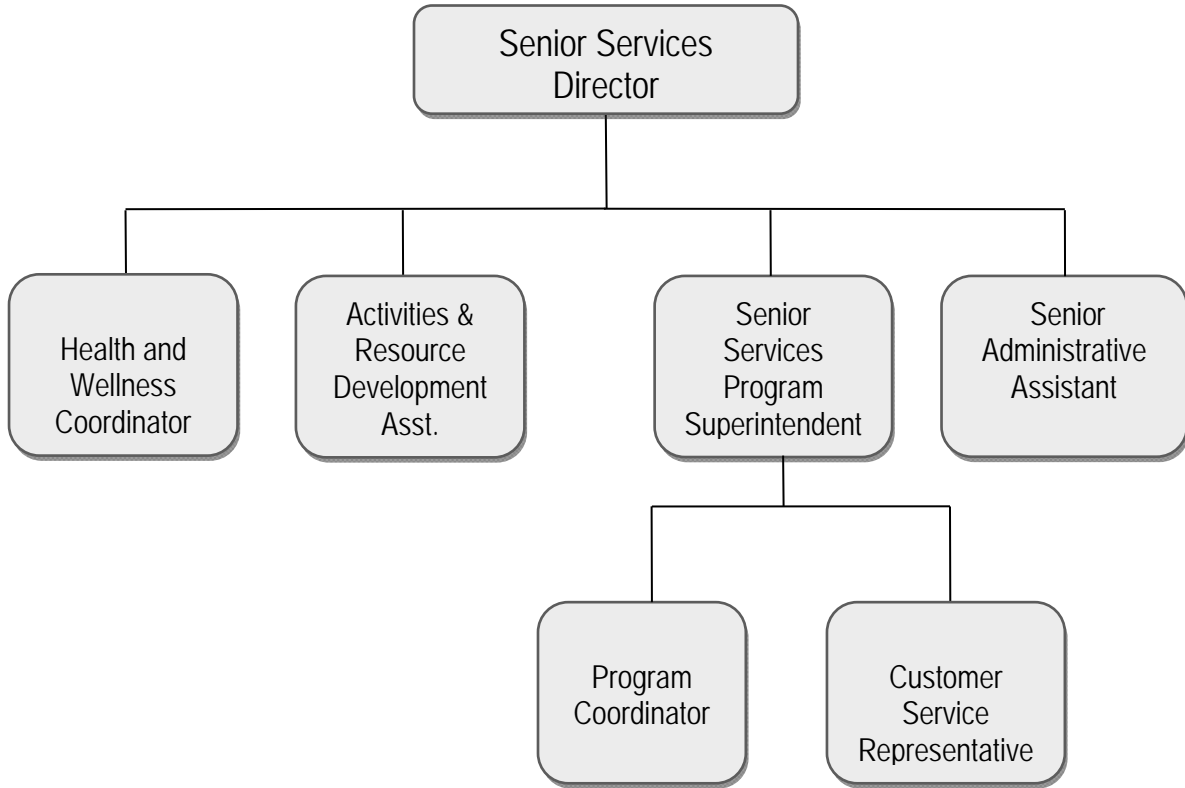 Senior Services
Director
Health and
Wellness
Coordinator
Activities &
Resource
Development
Asst.
Senior
Services
Program
Superintendent
Senior
Administrative
Assistant
Program
Coordinator
Customer
Service
Representative